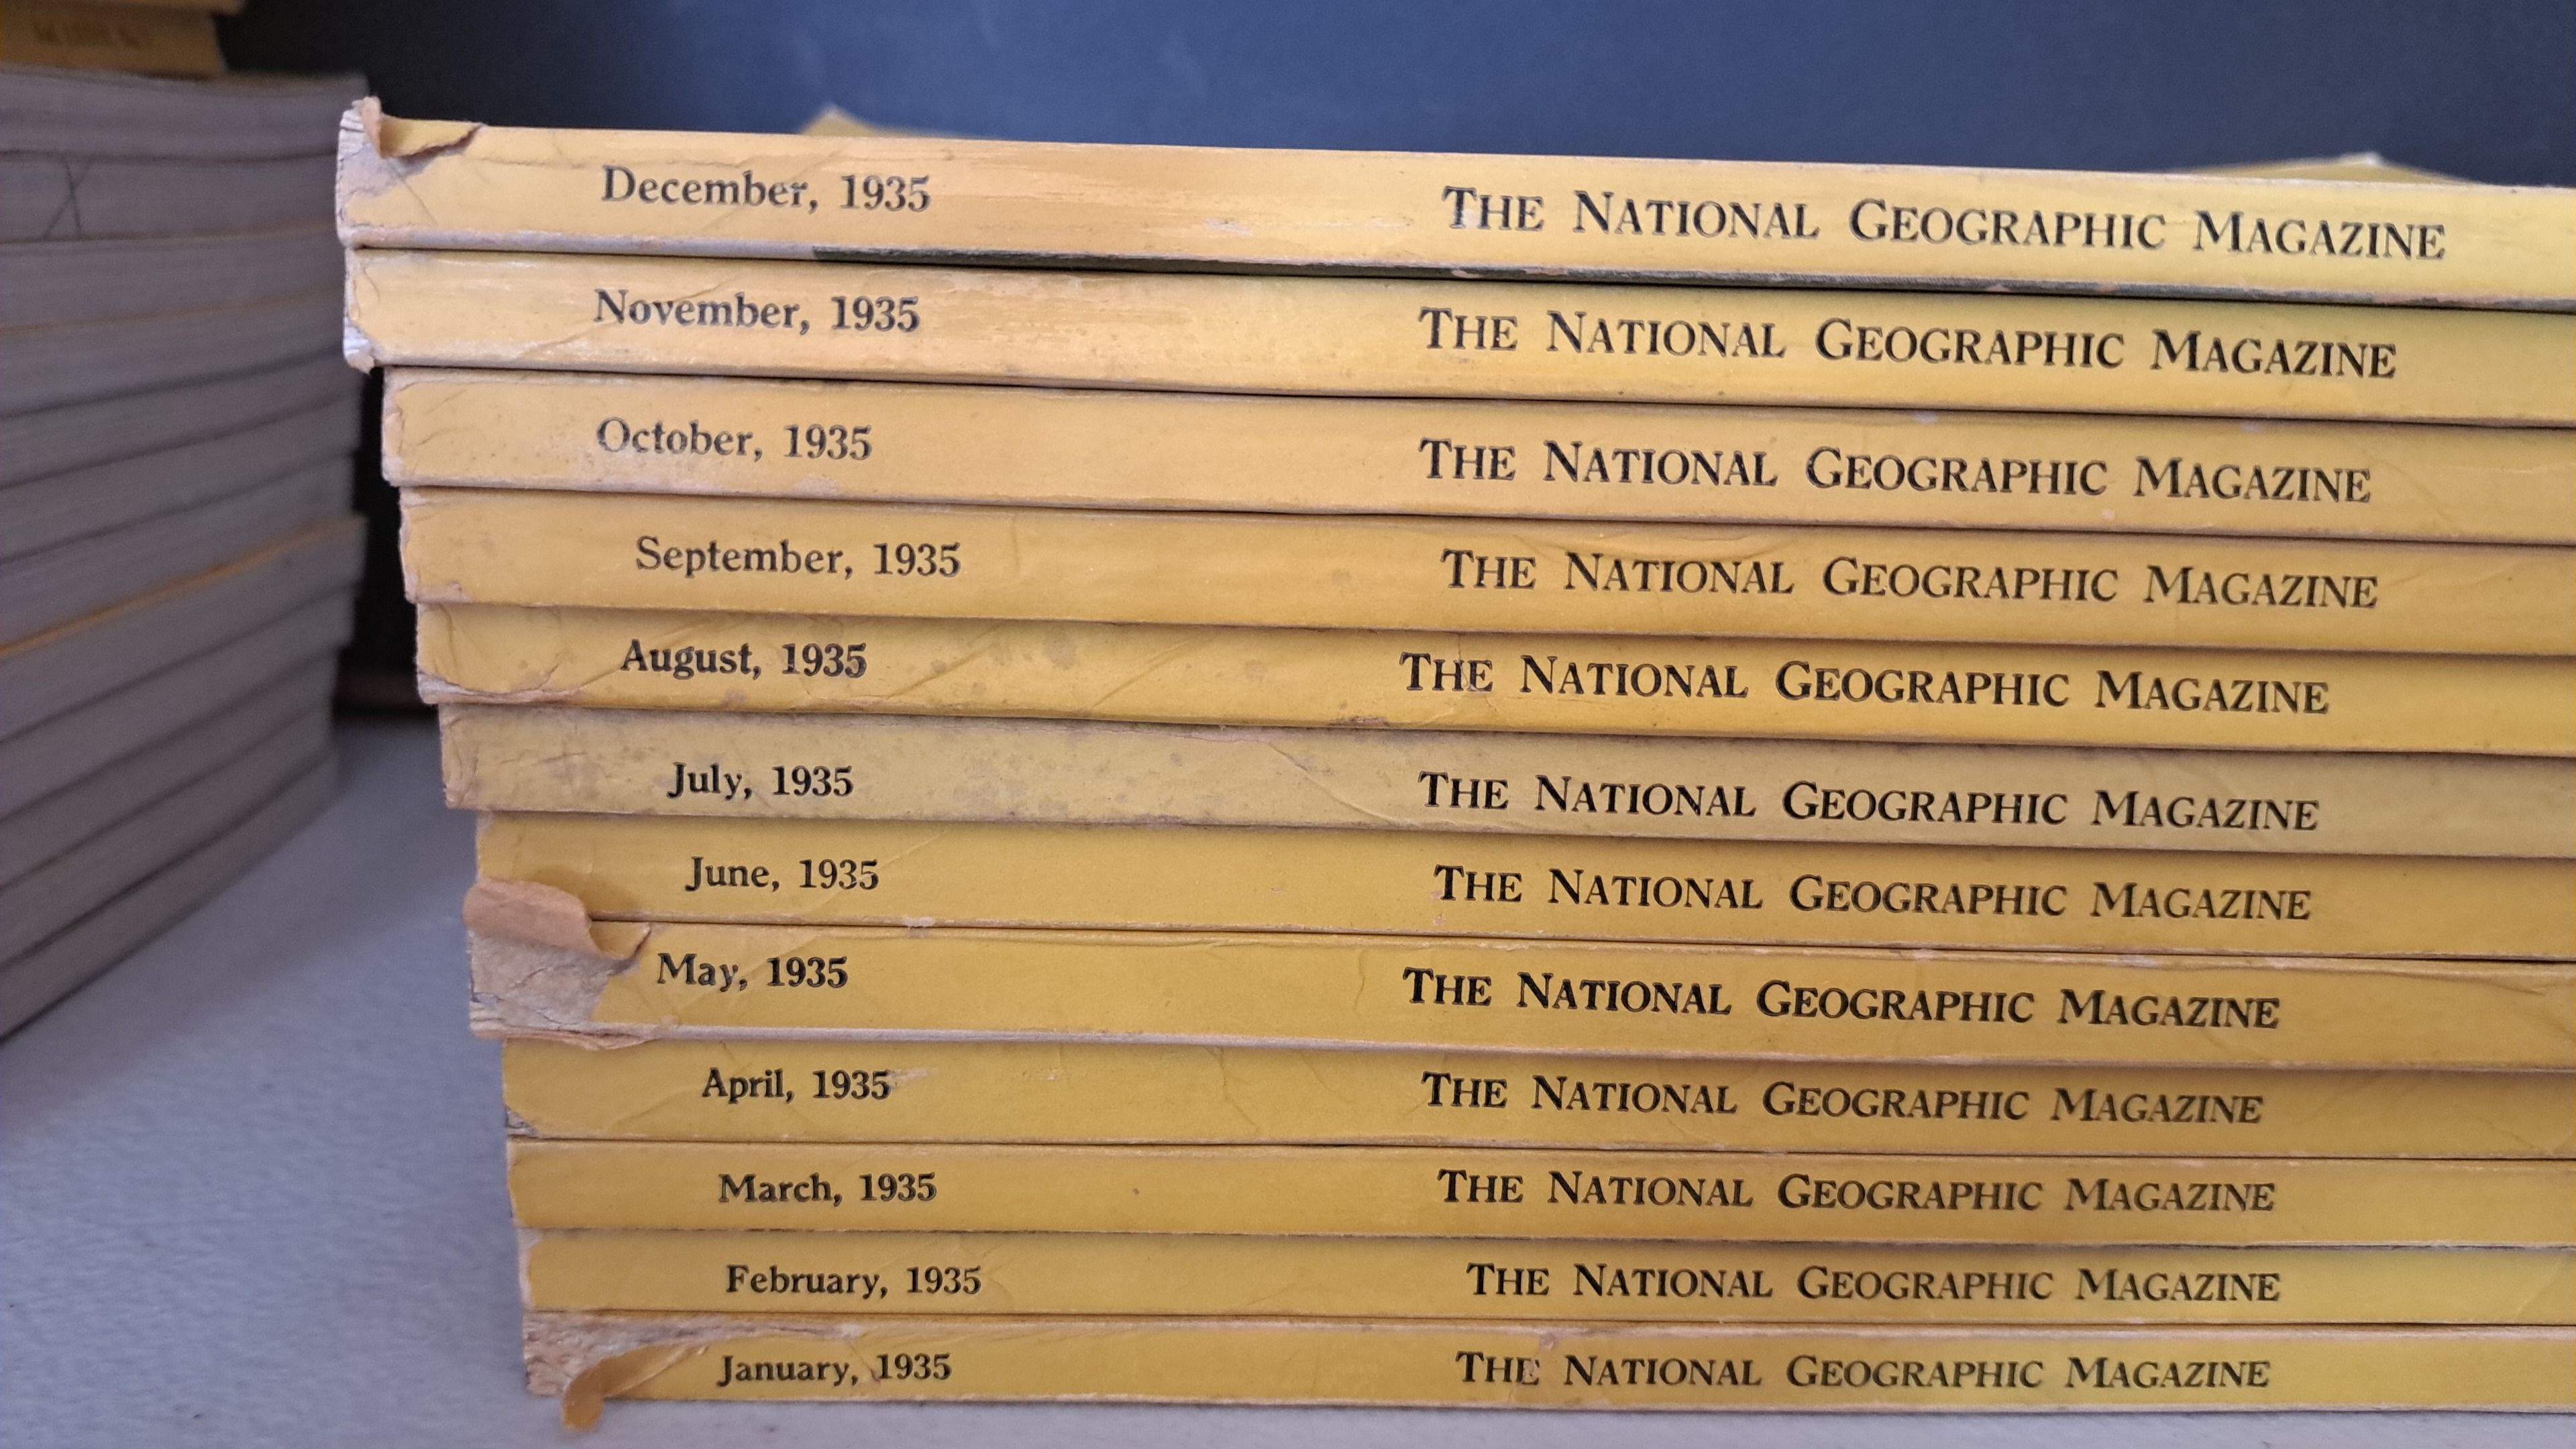 December, 1935 THE NATIONAL GEOGRAPHIC MAGAZINE
November, 1935 THE NATIONAL GEOGRAPHIC MAGAZINE
October, 1935 THE NATIONAL GEOGRAPHIC MAGAZINE
September, 1935 THE NATIONAL GEOGRAPHIC MAGAZINE
August, 1935 THE NATIONAL GEOGRAPHIC MAGAZINE
July, 1935 THE NATIONAL GEOGRAPHIC MAGAZINE
June, 1935 THE NATIONAL GEOGRAPHIC MAGAZINE
May, 1935 THE NATIONAL GEOGRAPHIC MAGAZINE
April, 1935 THE NATIONAL GEOGRAPHIC MAGAZINE
March, 1935 THE NATIONAL GEOGRAPHIC MAGAZINE
February, 1935 THE NATIONAL GEOGRAPHIC MAGAZINE
January, 1935 THE NATIONAL GEOGRAPHIC MAGAZINE